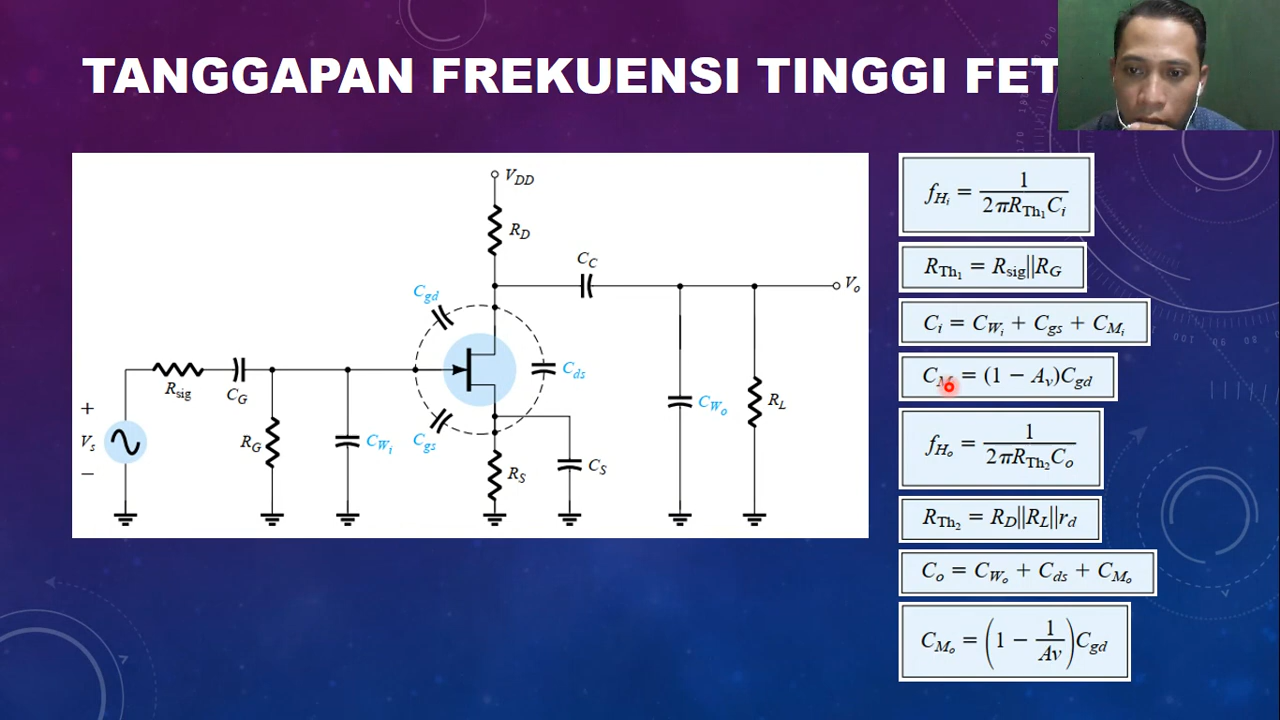 TANGGAPAN FREKUENSI TINGGI FET
V_DD
R_D
C_C
V_o
C_gd
C_ds
R_sig
C_G
+
V_s
−
R_G
C_Wi
C_gs
R_S
C_S
C_Wo
R_L
f_Hi = 1 / 2πR_Th1 C_i
R_Th1 = R_sig||R_G
C_i = C_Wi + C_gs + C_Mi
= (1 − A_v)C_gd
f_Ho = 1 / 2πR_Th2 C_o
R_Th2 = R_D||R_L||r_d
C_o = C_Wo + C_ds + C_Mo
C_Mo = (1 − 1/Av)C_gd